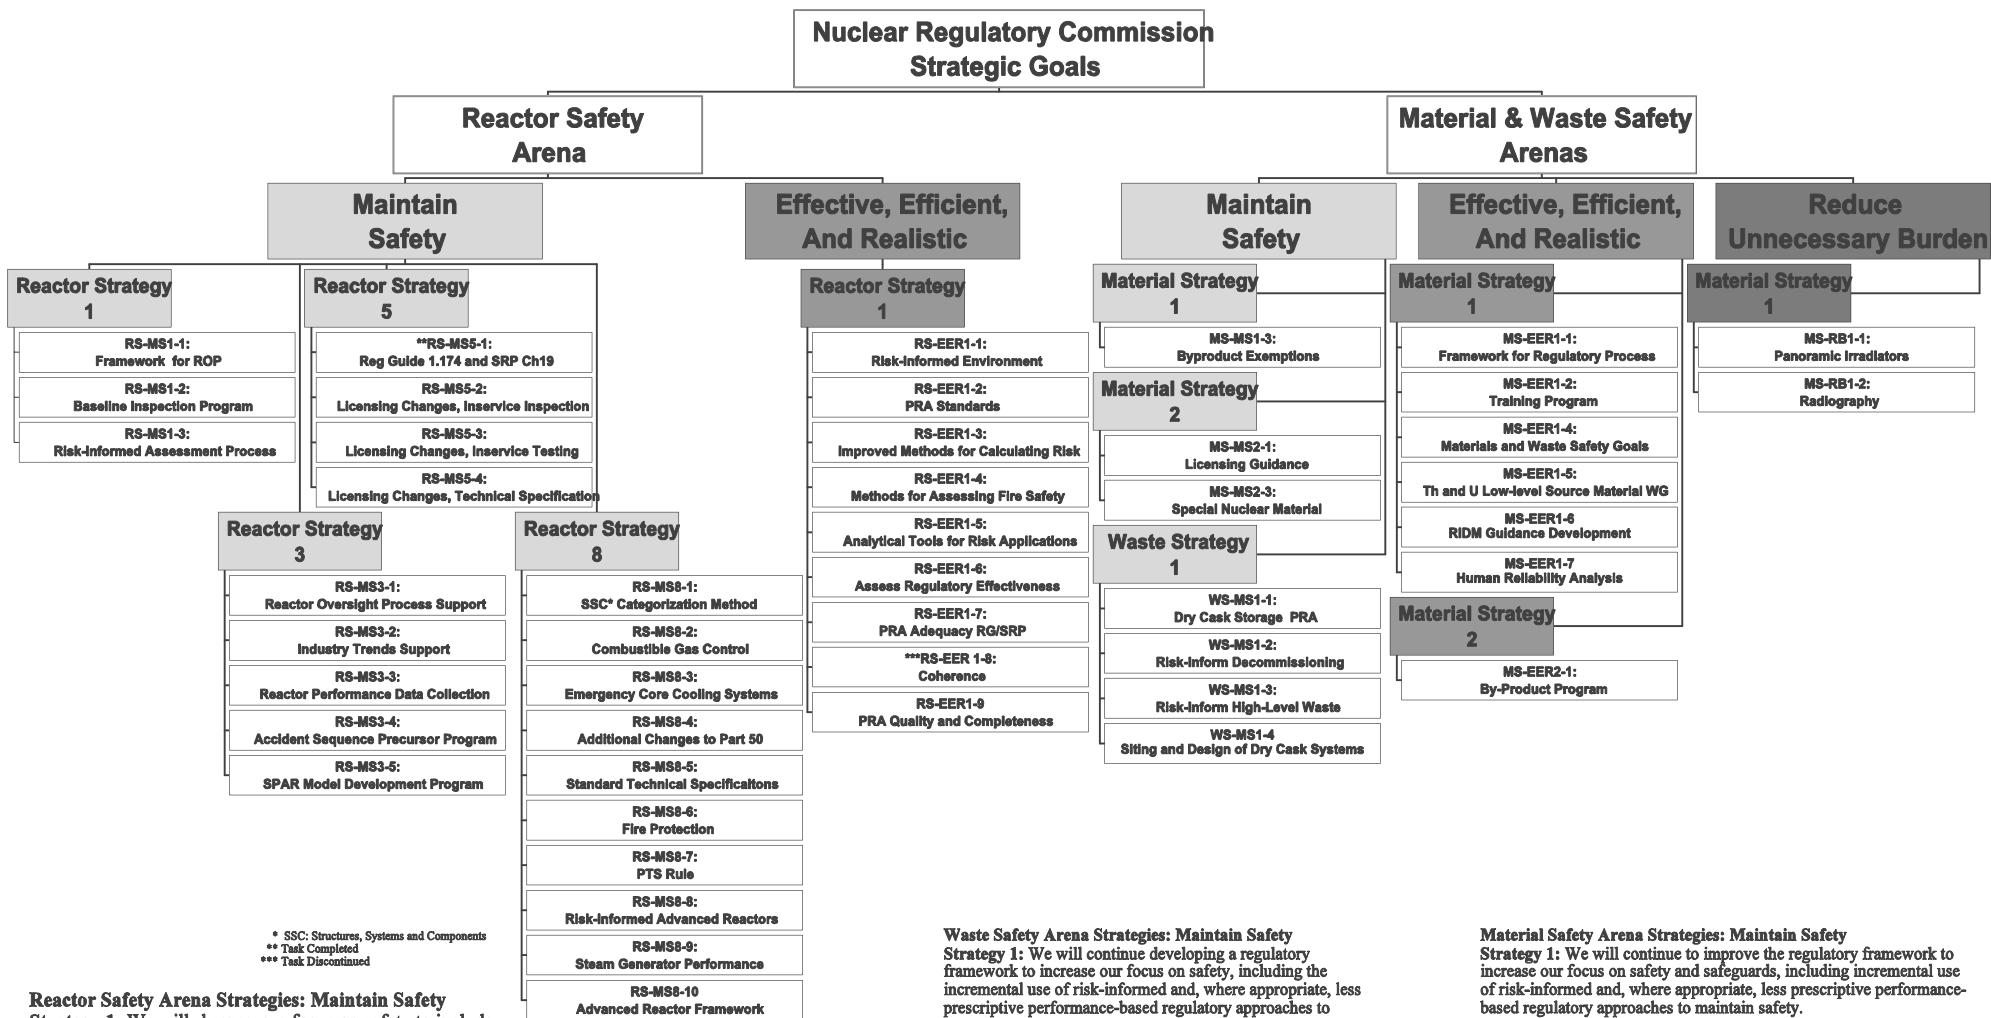 Nuclear Regulatory Commission
Strategic Goals
Reactor Safety
Arena
Material & Waste Safety
Arenas
Maintain
Safety
Effective, Efficient,
And Realistic
Maintain
Safety
Effective, Efficient,
And Realistic
Reduce
Unnecessary Burden
Reactor Strategy
1
RS-MS1-1:
Framework for ROP
RS-MS1-2:
Baseline Inspection Program
RS-MS1-3:
Risk-Informed Assessment Process
Reactor Strategy
5
**RS-MS5-1:
Reg Guide 1.174 and SRP Ch19
RS-MS5-2:
Licensing Changes, Inservice Inspection
RS-MS5-3:
Licensing Changes, Inservice Testing
RS-MS5-4:
Licensing Changes, Technical Specification
Reactor Strategy
3
RS-MS3-1:
Reactor Oversight Process Support
RS-MS3-2:
Industry Trends Support
RS-MS3-3:
Reactor Performance Data Collection
RS-MS3-4:
Accident Sequence Precursor Program
RS-MS3-5:
SPAR Model Development Program
Reactor Strategy
8
RS-MS8-1:
SSC* Categorization Method
RS-MS8-2:
Combustible Gas Control
RS-MS8-3:
Emergency Core Cooling Systems
RS-MS8-4:
Additional Changes to Part 50
RS-MS8-5:
Standard Technical Specificaitons
RS-MS8-6:
Fire Protection
RS-MS8-7:
PTS Rule
RS-MS8-8:
Risk-Informed Advanced Reactors
RS-MS8-9:
Steam Generator Performance
RS-MS8-10
Advanced Reactor Framework
Reactor Strategy
1
RS-EER1-1:
Risk-Informed Environment
RS-EER1-2:
PRA Standards
RS-EER1-3:
Improved Methods for Calculating Risk
RS-EER1-4:
Methods for Assessing Fire Safety
RS-EER1-5:
Analytical Tools for Risk Applications
RS-EER1-6:
Assess Regulatory Effectiveness
RS-EER1-7:
PRA Adequacy RG/SRP
***RS-EER 1-8:
Coherence
RS-EER1-9
PRA Quality and Completeness
Material Strategy
1
MS-MS1-3:
Byproduct Exemptions
Material Strategy
2
MS-MS2-1:
Licensing Guidance
MS-MS2-3:
Special Nuclear Material
Waste Strategy
1
WS-MS1-1:
Dry Cask Storage PRA
WS-MS1-2:
Risk-Inform Decommissioning
WS-MS1-3:
Risk-Inform High-Level Waste
WS-MS1-4
Siting and Design of Dry Cask Systems
Material Strategy
1
MS-EER1-1:
Framework for Regulatory Process
MS-EER1-2:
Training Program
MS-EER1-4:
Materials and Waste Safety Goals
MS-EER1-5:
Th and U Low-level Source Material WG
MS-EER1-6
RIDM Guidance Development
MS-EER1-7
Human Reliability Analysis
Material Strategy
2
MS-EER2-1:
By-Product Program
Material Strategy
1
MS-RB1-1:
Panoramic Irradiators
MS-RB1-2:
Radiography
* SSC: Structures, Systems and Components
** Task Completed
*** Task Discontinued
Reactor Safety Arena Strategies: Maintain Safety
Waste Safety Arena Strategies: Maintain Safety
Strategy 1: We will continue developing a regulatory
framework to increase our focus on safety, including the
incremental use of risk-informed and, where appropriate, less
prescriptive performance-based regulatory approaches to
Material Safety Arena Strategies: Maintain Safety
Strategy 1: We will continue to improve the regulatory framework to
increase our focus on safety and safeguards, including incremental use
of risk-informed and, where appropriate, less prescriptive performance-
based regulatory approaches to maintain safety.